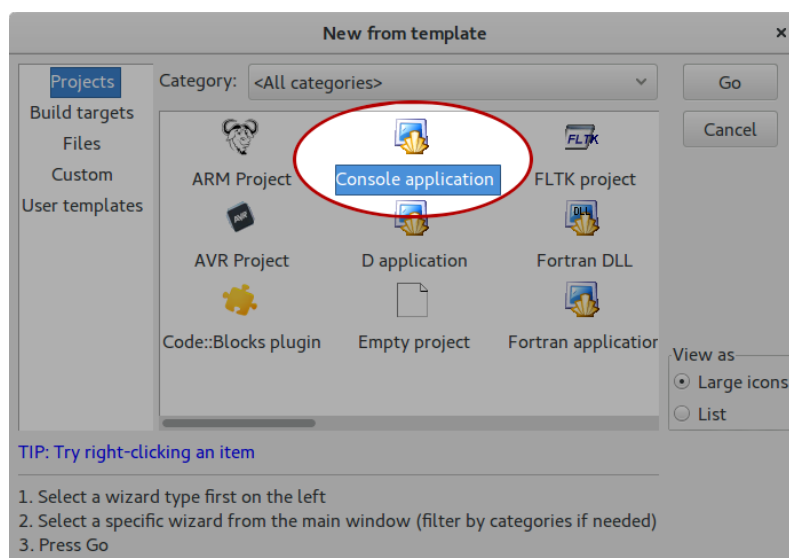 New from template
×
Projects
Build targets
Files
Custom
User templates
Category: <All categories>
Go
Cancel
FLTK
ARM Project Console application FLTK project
AVR DLL
AVR Project D application Fortran DLL
Code::Blocks plugin Empty project Fortran application
View as
Large icons
List
TIP: Try right-clicking an item
1. Select a wizard type first on the left
2. Select a specific wizard from the main window (filter by categories if needed)
3. Press Go